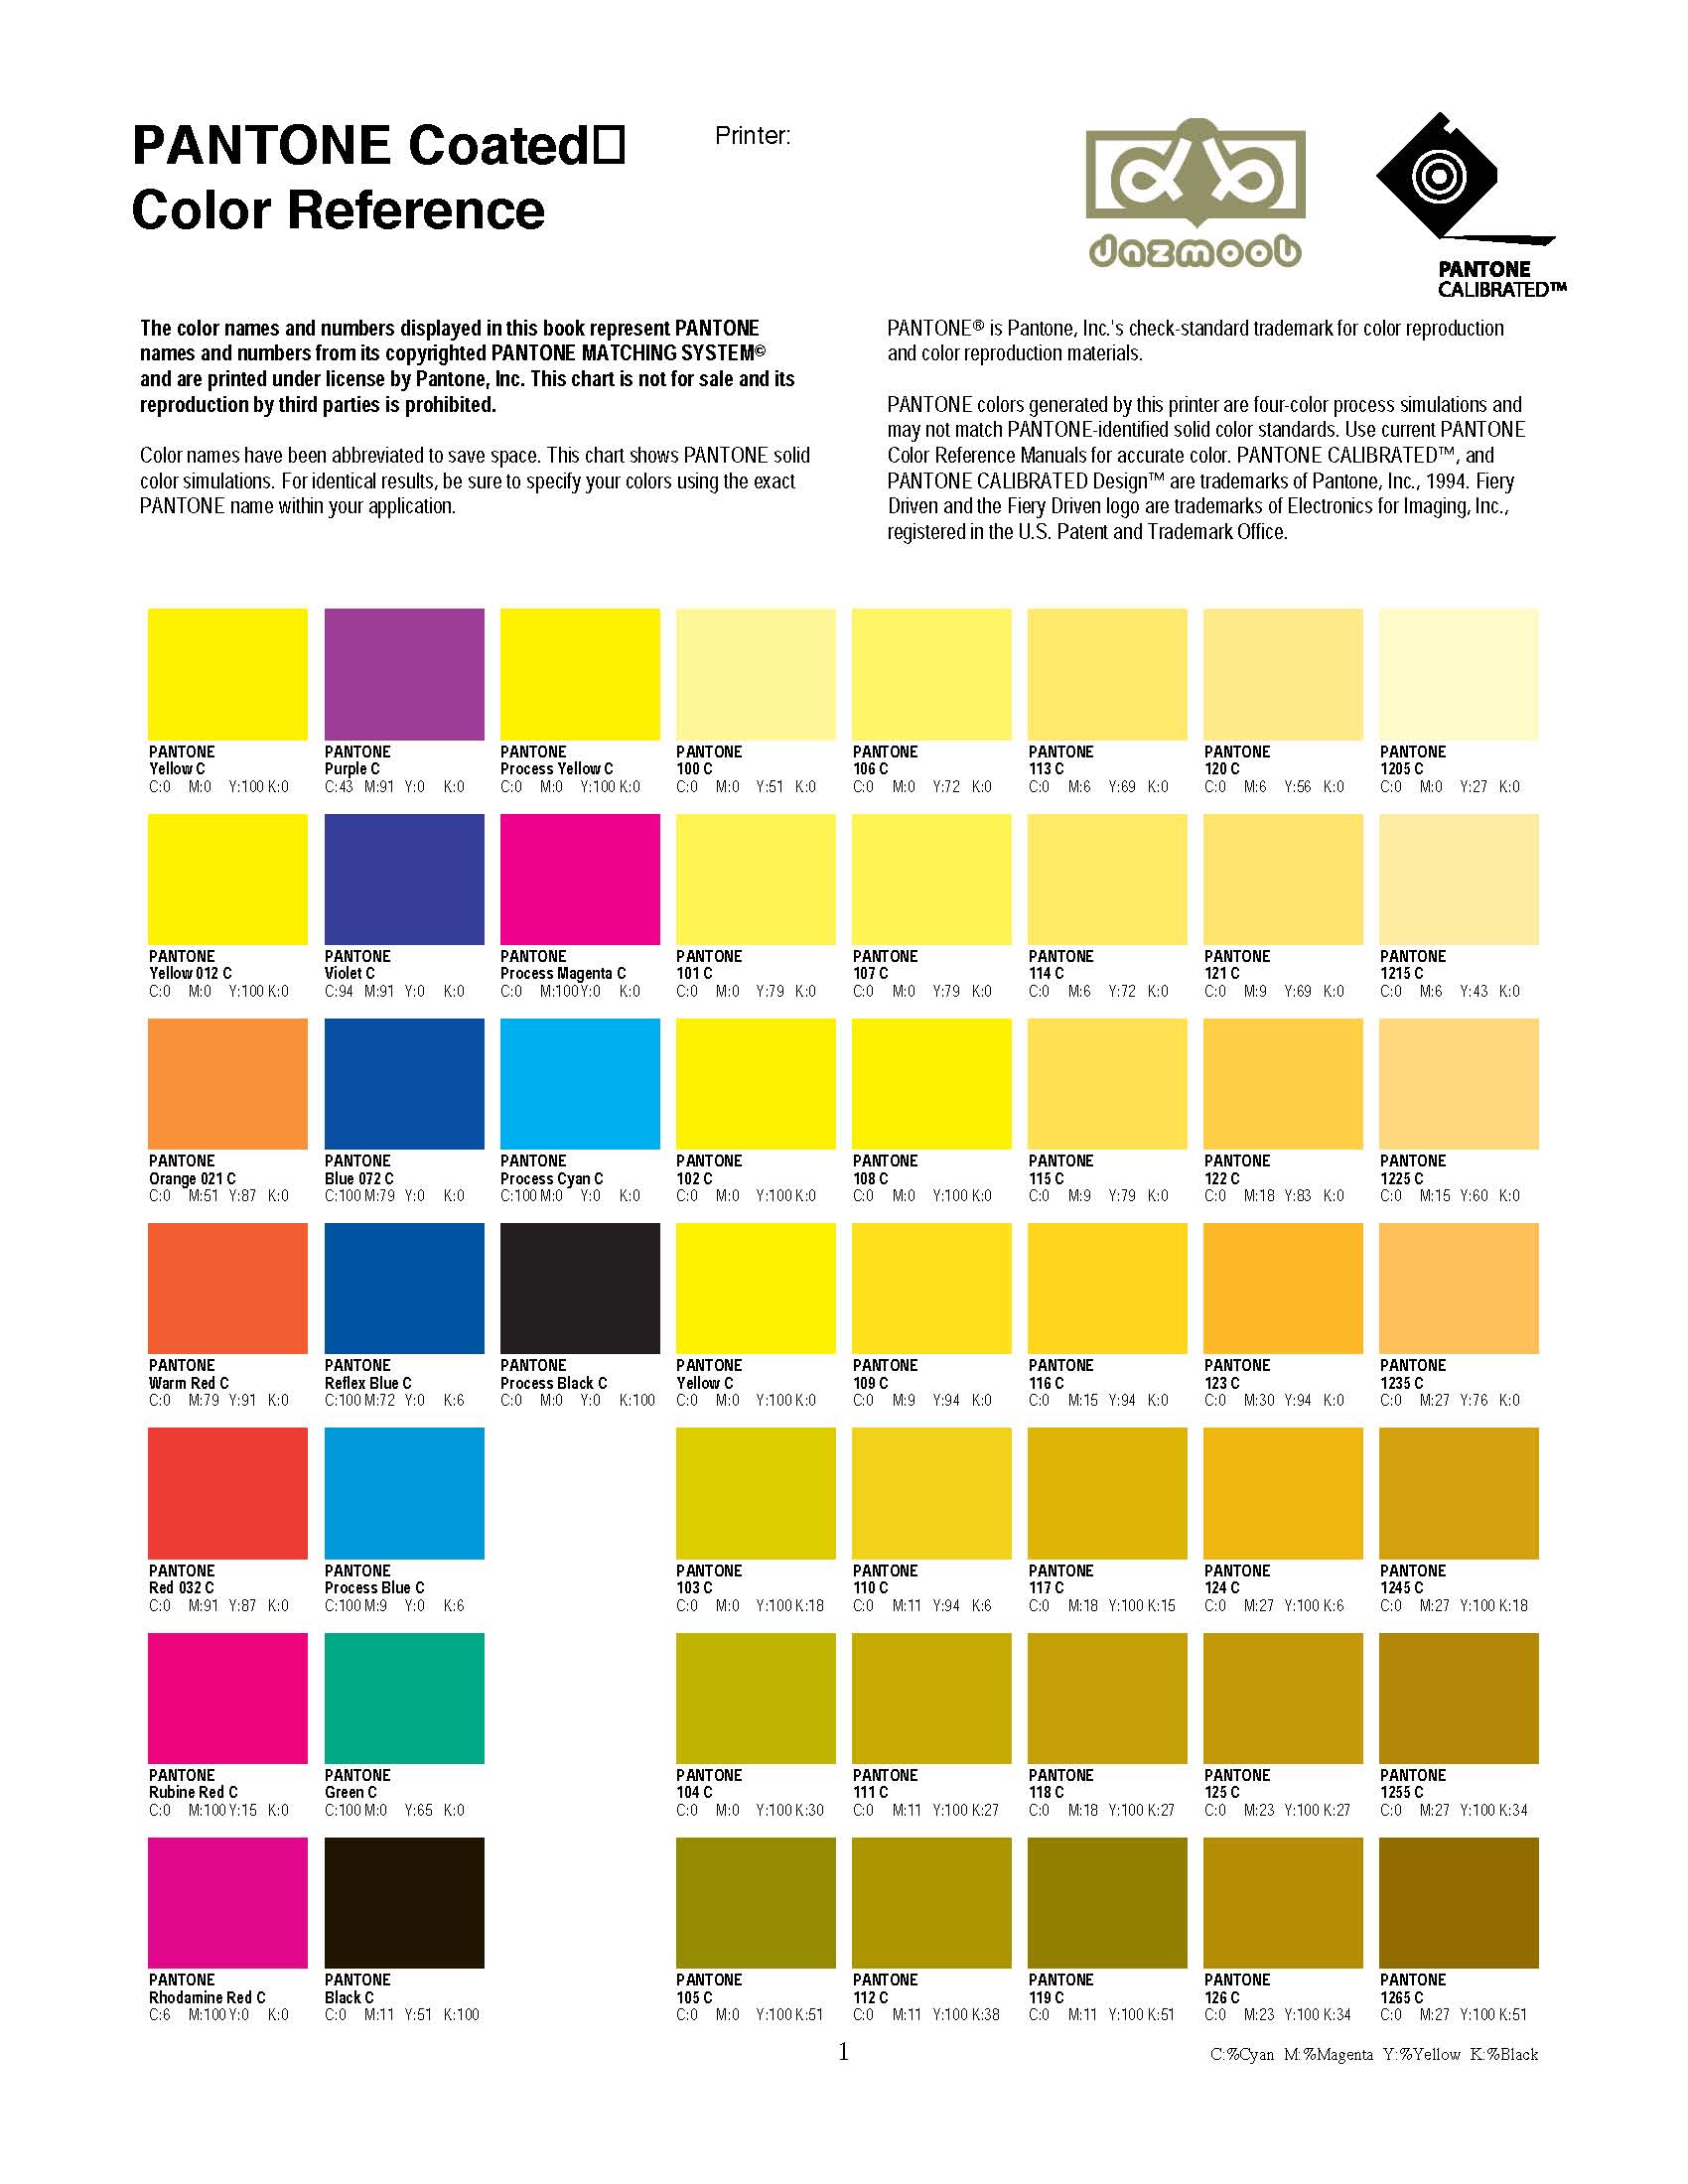 PANTONE Coated
Color Reference
Printer:
dazmoob
PANTONE
CALIBRATED™
The color names and numbers displayed in this book represent PANTONE
names and numbers from its copyrighted PANTONE MATCHING SYSTEM©
and are printed under license by Pantone, Inc. This chart is not for sale and its
reproduction by third parties is prohibited.
Color names have been abbreviated to save space. This chart shows PANTONE solid
color simulations. For identical results, be sure to specify your colors using the exact
PANTONE name within your application.
PANTONE® is Pantone, Inc.'s check-standard trademark for color reproduction
and color reproduction materials.
PANTONE colors generated by this printer are four-color process simulations and
may not match PANTONE-identified solid color standards. Use current PANTONE
Color Reference Manuals for accurate color. PANTONE CALIBRATED™, and
PANTONE CALIBRATED Design™ are trademarks of Pantone, Inc., 1994. Fiery
Driven and the Fiery Driven logo are trademarks of Electronics for Imaging, Inc.,
registered in the U.S. Patent and Trademark Office.
PANTONE PANTONE PANTONE PANTONE PANTONE PANTONE PANTONE PANTONE
Yellow C Purple C Process Yellow C 100 C 106 C 113 C 120 C 1205 C
C:0 M:0 Y:100 K:0 C:43 M:91 Y:0 K:0 C:0 M:0 Y:100 K:0 C:0 M:0 Y:51 K:0 C:0 M:0 Y:72 K:0 C:0 M:6 Y:69 K:0 C:0 M:6 Y:56 K:0 C:0 M:0 Y:27 K:0
PANTONE PANTONE PANTONE PANTONE PANTONE PANTONE PANTONE PANTONE
Yellow 012 C Violet C Process Magenta C 101 C 107 C 114 C 121 C 1215 C
C:0 M:0 Y:100 K:0 C:94 M:91 Y:0 K:0 C:0 M:100 Y:0 K:0 C:0 M:0 Y:79 K:0 C:0 M:0 Y:79 K:0 C:0 M:6 Y:72 K:0 C:0 M:9 Y:69 K:0 C:0 M:6 Y:43 K:0
PANTONE PANTONE PANTONE PANTONE PANTONE PANTONE PANTONE PANTONE
Orange 021 C Blue 072 C Process Cyan C 102 C 108 C 115 C 122 C 1225 C
C:0 M:51 Y:87 K:0 C:100 M:79 Y:0 K:0 C:100 M:0 Y:0 K:0 C:0 M:0 Y:100 K:0 C:0 M:0 Y:100 K:0 C:0 M:9 Y:79 K:0 C:0 M:18 Y:83 K:0 C:0 M:15 Y:60 K:0
PANTONE PANTONE PANTONE PANTONE PANTONE PANTONE PANTONE PANTONE
Warm Red C Reflex Blue C Process Black C Yellow C 109 C 116 C 123 C 1235 C
C:0 M:79 Y:91 K:0 C:100 M:72 Y:0 K:6 C:0 M:0 Y:0 K:100 C:0 M:0 Y:100 K:0 C:0 M:9 Y:94 K:0 C:0 M:15 Y:94 K:0 C:0 M:30 Y:94 K:0 C:0 M:27 Y:76 K:0
PANTONE PANTONE PANTONE PANTONE PANTONE PANTONE PANTONE
Red 032 C Process Blue C 103 C 110 C 117 C 124 C 1245 C
C:0 M:91 Y:87 K:0 C:100 M:9 Y:0 K:6 C:0 M:0 Y:100 K:18 C:0 M:11 Y:94 K:6 C:0 M:18 Y:100 K:15 C:0 M:27 Y:100 K:6 C:0 M:27 Y:100 K:18
PANTONE PANTONE PANTONE PANTONE PANTONE PANTONE PANTONE
Rubine Red C Green C 104 C 111 C 118 C 125 C 1255 C
C:0 M:100 Y:15 K:0 C:100 M:0 Y:65 K:0 C:0 M:0 Y:100 K:30 C:0 M:11 Y:100 K:27 C:0 M:18 Y:100 K:27 C:0 M:23 Y:100 K:27 C:0 M:27 Y:100 K:34
PANTONE PANTONE PANTONE PANTONE PANTONE PANTONE PANTONE
Rhodamine Red C Black C 105 C 112 C 119 C 126 C 1265 C
C:6 M:100 Y:0 K:0 C:0 M:11 Y:51 K:100 C:0 M:0 Y:100 K:51 C:0 M:11 Y:100 K:38 C:0 M:11 Y:100 K:51 C:0 M:23 Y:100 K:34 C:0 M:27 Y:100 K:51
1
C:%Cyan M:%Magenta Y:%Yellow K:%Black